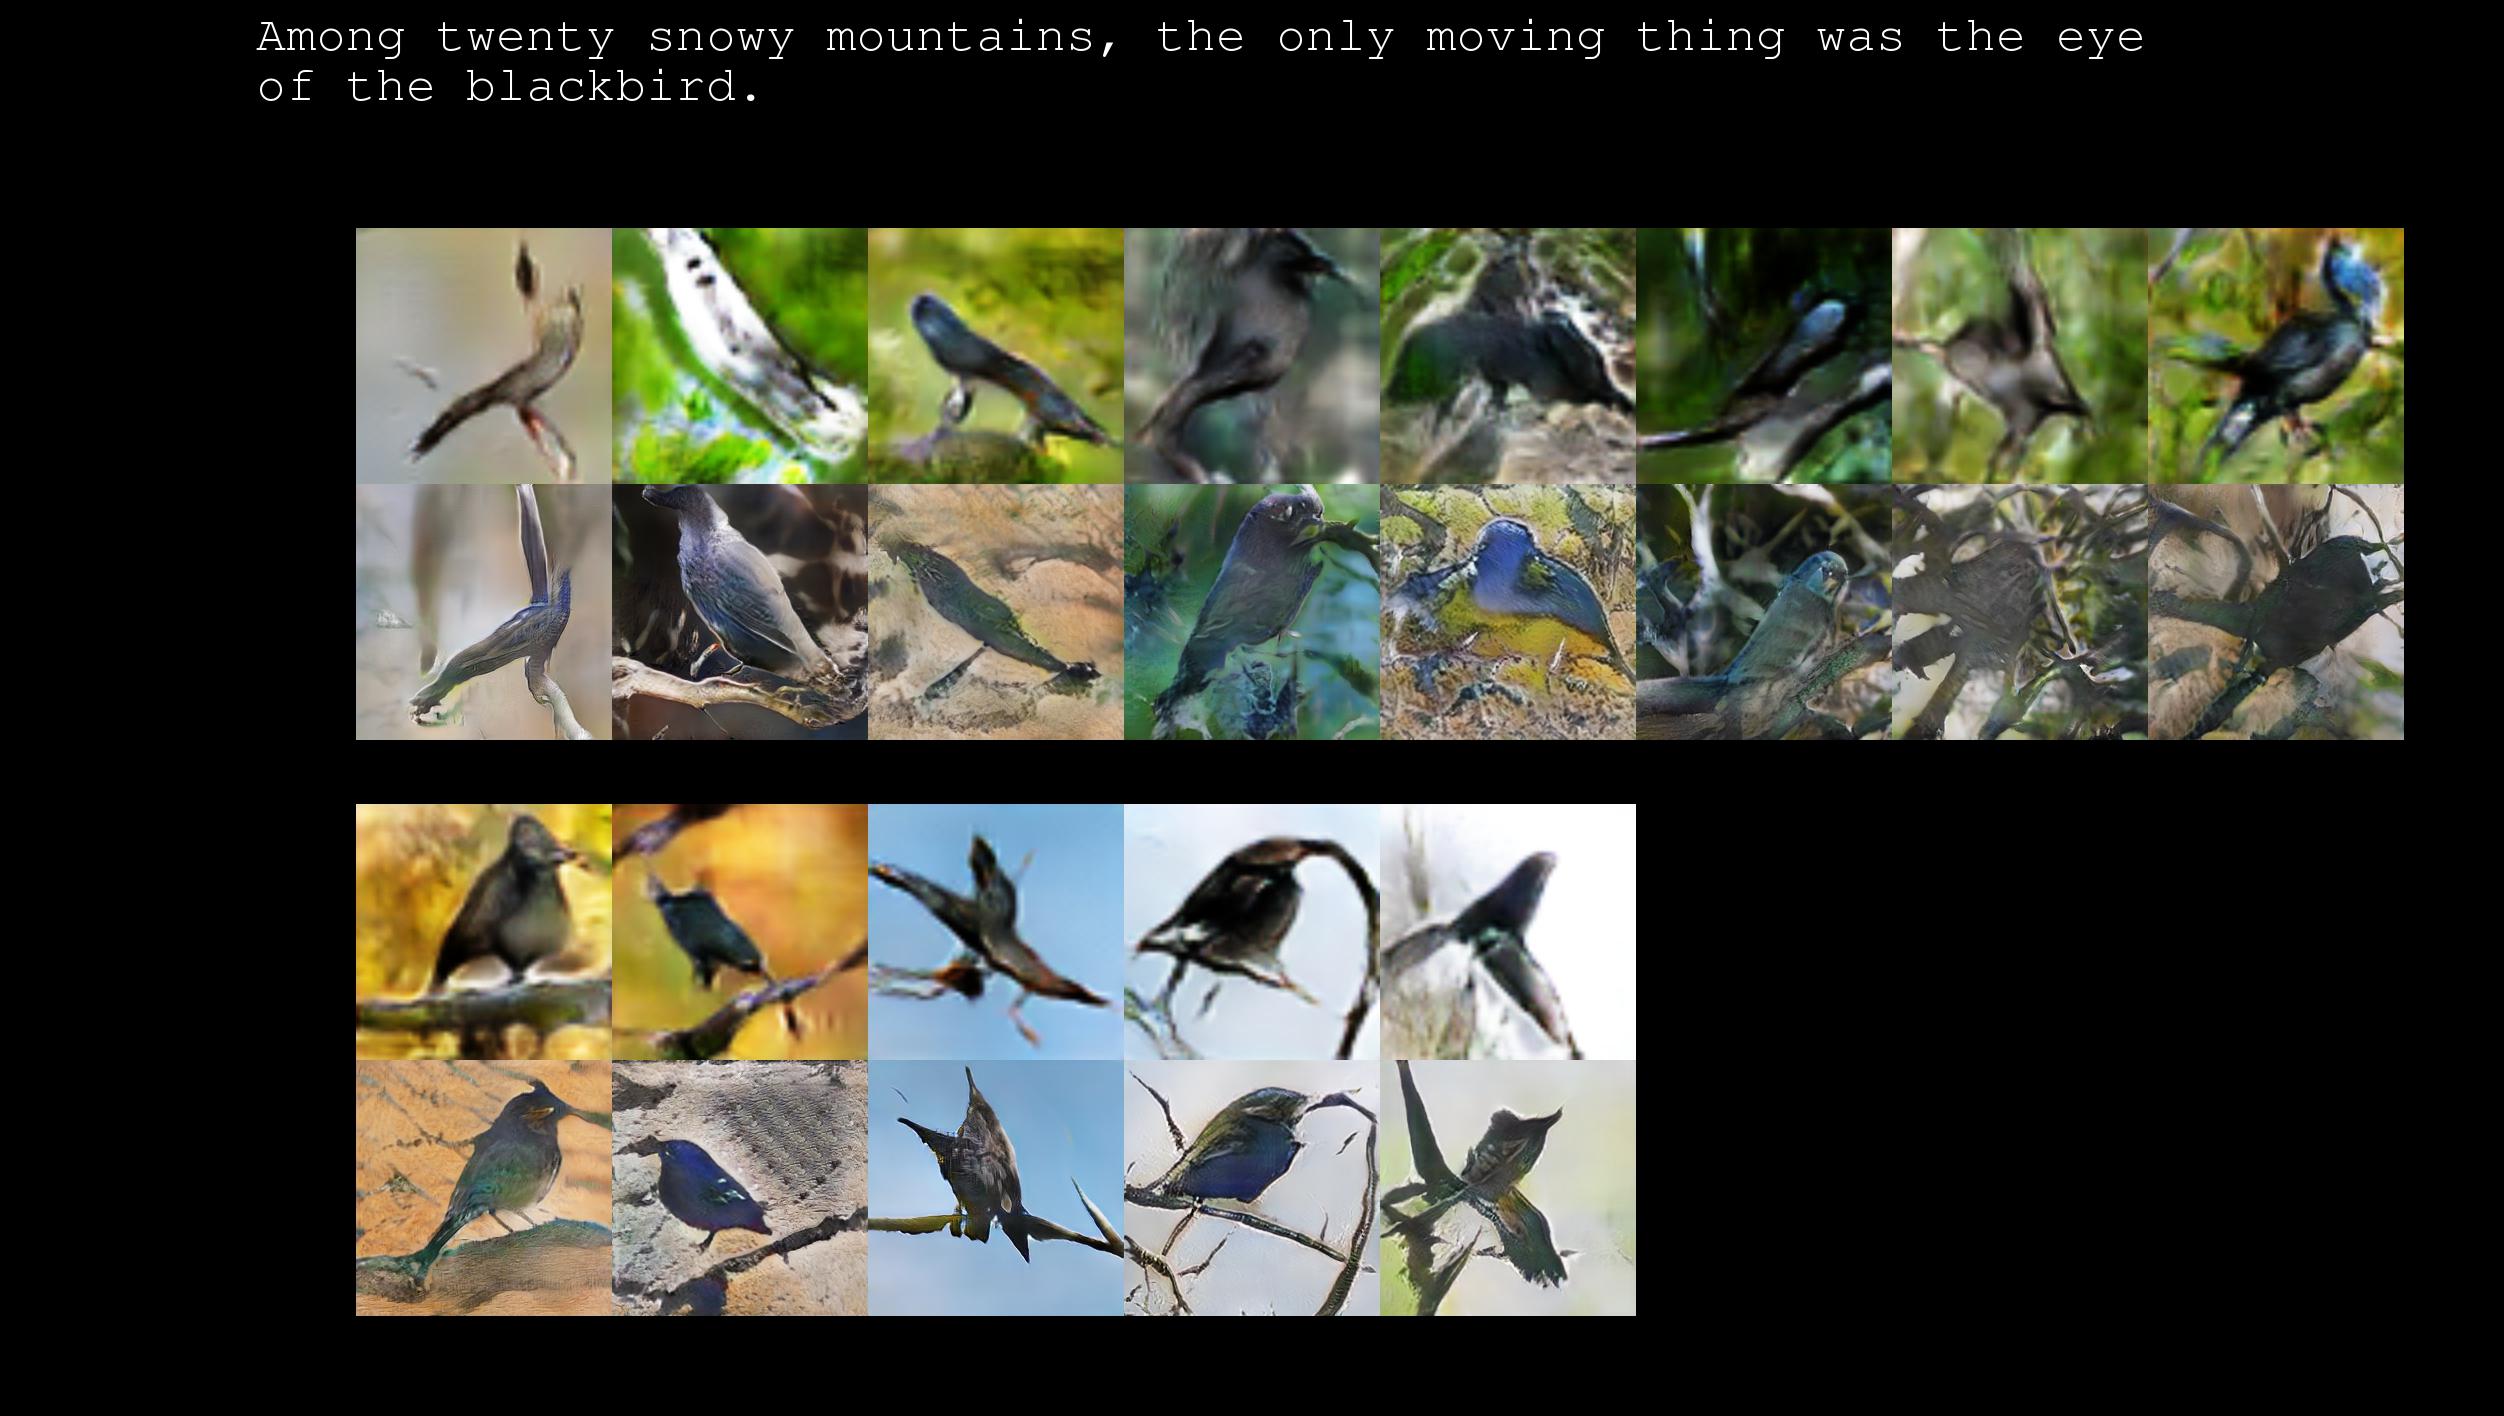 Among twenty snowy mountains, the only moving thing was the eye
of the blackbird.